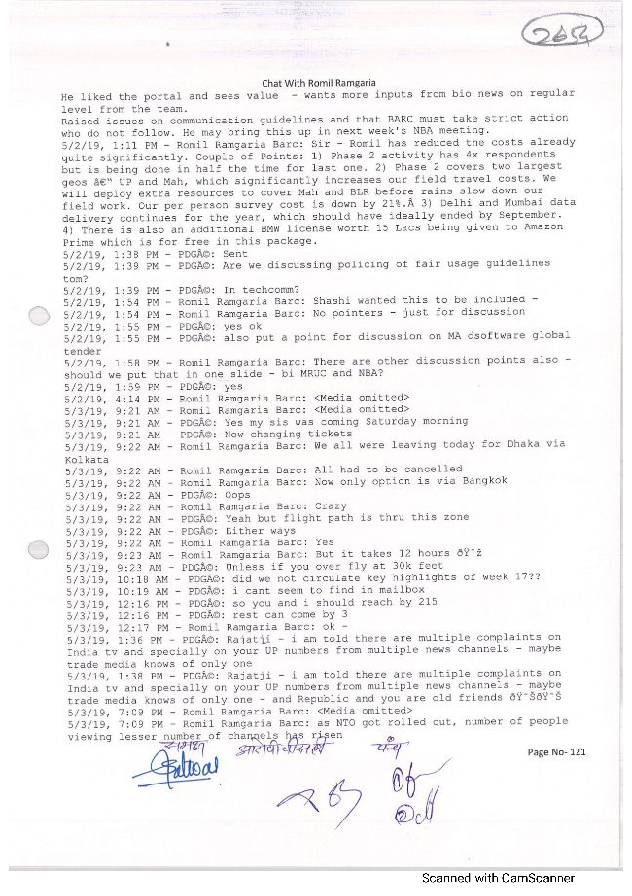 263
Chat With Romil Ramgaria
He liked the portal and sees value - wants more inputs from bio news on regular
level from the team.
Raised issues on communication guidelines and that BARC must take strict action
who do not follow. He may bring this up in next week's NBA meeting.
5/2/19, 1:11 PM - Romil Ramgaria Barc: Sir - Romil has reduced the costs already
quite significantly. Couple of Points: 1) Phase 2 activity has 4x respondents
but is being done in half the time for last one. 2) Phase 2 covers two largest
geos â€“ UP and Mah, which significantly increases our field travel costs. We
will deploy extra resources to cover Mah and BLR before rains slow down our
field work. Our per person survey cost is down by 21%.Â 3) Delhi and Mumbai data
delivery continues for the year, which should have ideally ended by September.
4) There is also an additional BMW license worth 15 Lacs being given to Amazon
Prime which is for free in this package.
5/2/19, 1:38 PM - PDGÂ©: Sent
5/2/19, 1:39 PM - PDGÂ©: Are we discussing policing of fair usage guidelines
tom?
5/2/19, 1:39 PM - PDGÂ©: In techcomm?
5/2/19, 1:54 PM - Romil Ramgaria Barc: Shashi wanted this to be included -
5/2/19, 1:54 PM - Romil Ramgaria Barc: No pointers - just for discussion
5/2/19, 1:55 PM - PDGÂ©: yes ok
5/2/19, 1:55 PM - PDGÂ©: also put a point for discussion on MA dsoftware global
tender
5/2/19, 1:58 PM - Romil Ramgaria Barc: There are other discussion points also -
should we put that in one slide - bi MRUC and NBA?
5/2/19, 1:59 PM - PDGÂ©: yes
5/2/19, 4:14 PM - Romil Ramgaria Barc: <Media omitted>
5/3/19, 9:21 AM - Romil Ramgaria Barc: <Media omitted>
5/3/19, 9:21 AM - PDGÂ©: Yes my sis vas coming Saturday morning
5/3/19, 9:21 AM - PDGÂ©: Now changing tickets
5/3/19, 9:22 AM - Romil Ramgaria Barc: We all were leaving today for Dhaka via
Kolkata
5/3/19, 9:22 AM - Romil Ramgaria Barc: All had to be cancelled
5/3/19, 9:22 AM - Romil Ramgaria Barc: Now only option is via Bangkok
5/3/19, 9:22 AM - PDGÂ©: Oops
5/3/19, 9:22 AM - Romil Ramgaria Barc: Crazy
5/3/19, 9:22 AM - PDGÂ©: Yeah but flight path is thru this zone
5/3/19, 9:22 AM - PDGÂ©: Either ways
5/3/19, 9:22 AM - Romil Ramgaria Barc: Yes
5/3/19, 9:23 AM - Romil Ramgaria Barc: But it takes 12 hours ðŸ˜ž
5/3/19, 9:23 AM - PDGÂ©: Unless if you over fly at 30k feet
5/3/19, 10:18 AM - PDGÂ©: did we not circulate key highlights of week 17??
5/3/19, 10:19 AM - PDGÂ©: i cant seem to find in mailbox
5/3/19, 12:16 PM - PDGÂ©: so you and i should reach by 215
5/3/19, 12:16 PM - PDGÂ©: rest can come by 3
5/3/19, 12:17 PM - Romil Ramgaria Barc: ok -
5/3/19, 1:36 PM - PDGÂ©: Rajatji - i am told there are multiple complaints on
India tv and specially on your UP numbers from multiple news channels - maybe
trade media knows of only one
5/3/19, 1:38 PM - PDGÂ©: Rajatji - i am told there are multiple complaints on
India tv and specially on your UP numbers from multiple news channels - maybe
trade media knows of only one - and Republic and you are old friends ðŸ˜ŠðŸ˜Š
5/3/19, 7:09 PM - Romil Ramgaria Barc: <Media omitted>
5/3/19, 7:09 PM - Romil Ramgaria Barc: as NTO got rolled cut, number of people
viewing lesser number of channels has risen
समक्ष आरोपीची सही पंच
Page No- 121
Scanned with CamScanner